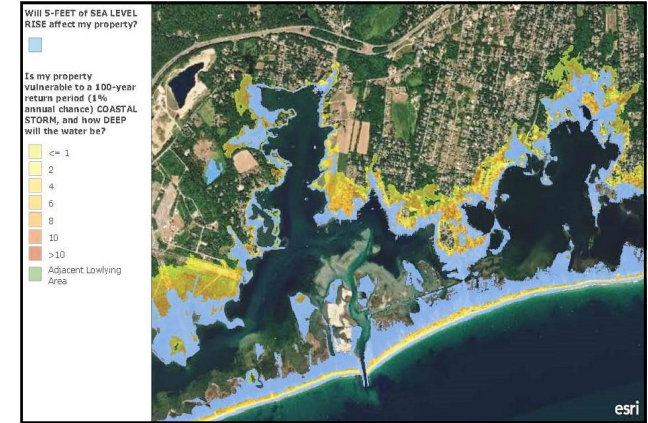 Will 5-FEET of SEA LEVEL
RISE affect my property?
Is my property
vulnerable to a 100-year
return period (1%
annual chance) COASTAL
STORM, and how DEEP
will the water be?
<= 1
2
4
6
8
10
>10
Adjacent Lowlying
Area
esri